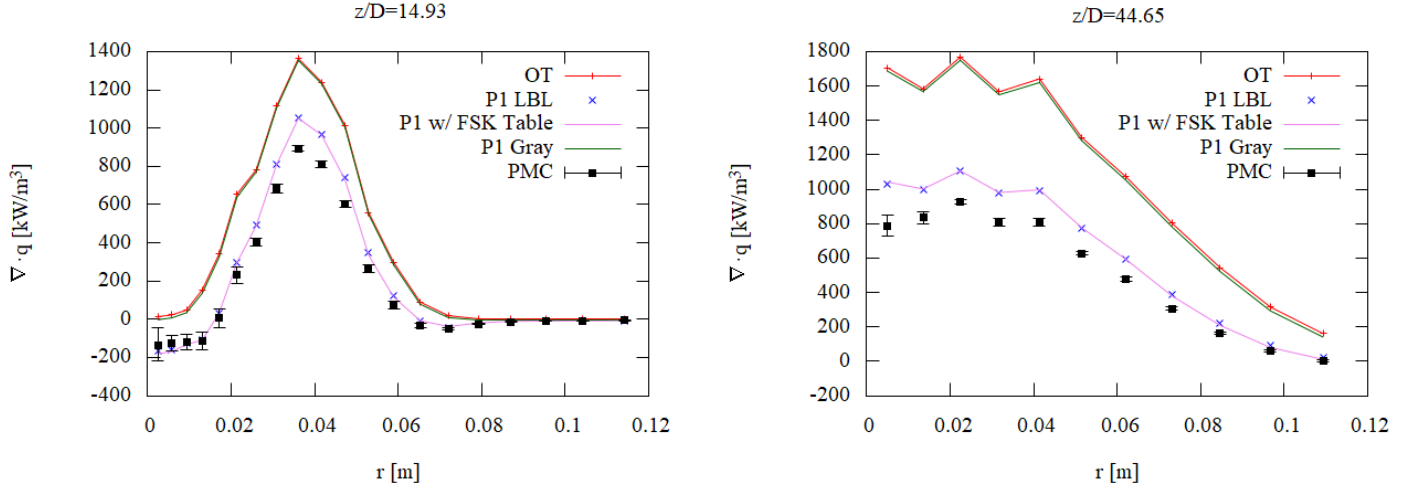 z/D=14.93
1400
1200
1000
800
600
400
200
0
-200
-400
∇·q [kW/m³]
OT
P1 LBL
P1 w/ FSK Table
P1 Gray
PMC
0 0.02 0.04 0.06 0.08 0.1 0.12
r [m]
z/D=44.65
1800
1600
1400
1200
1000
800
600
400
200
0
-200
∇·q [kW/m³]
OT
P1 LBL
P1 w/ FSK Table
P1 Gray
PMC
0 0.02 0.04 0.06 0.08 0.1 0.12
r [m]